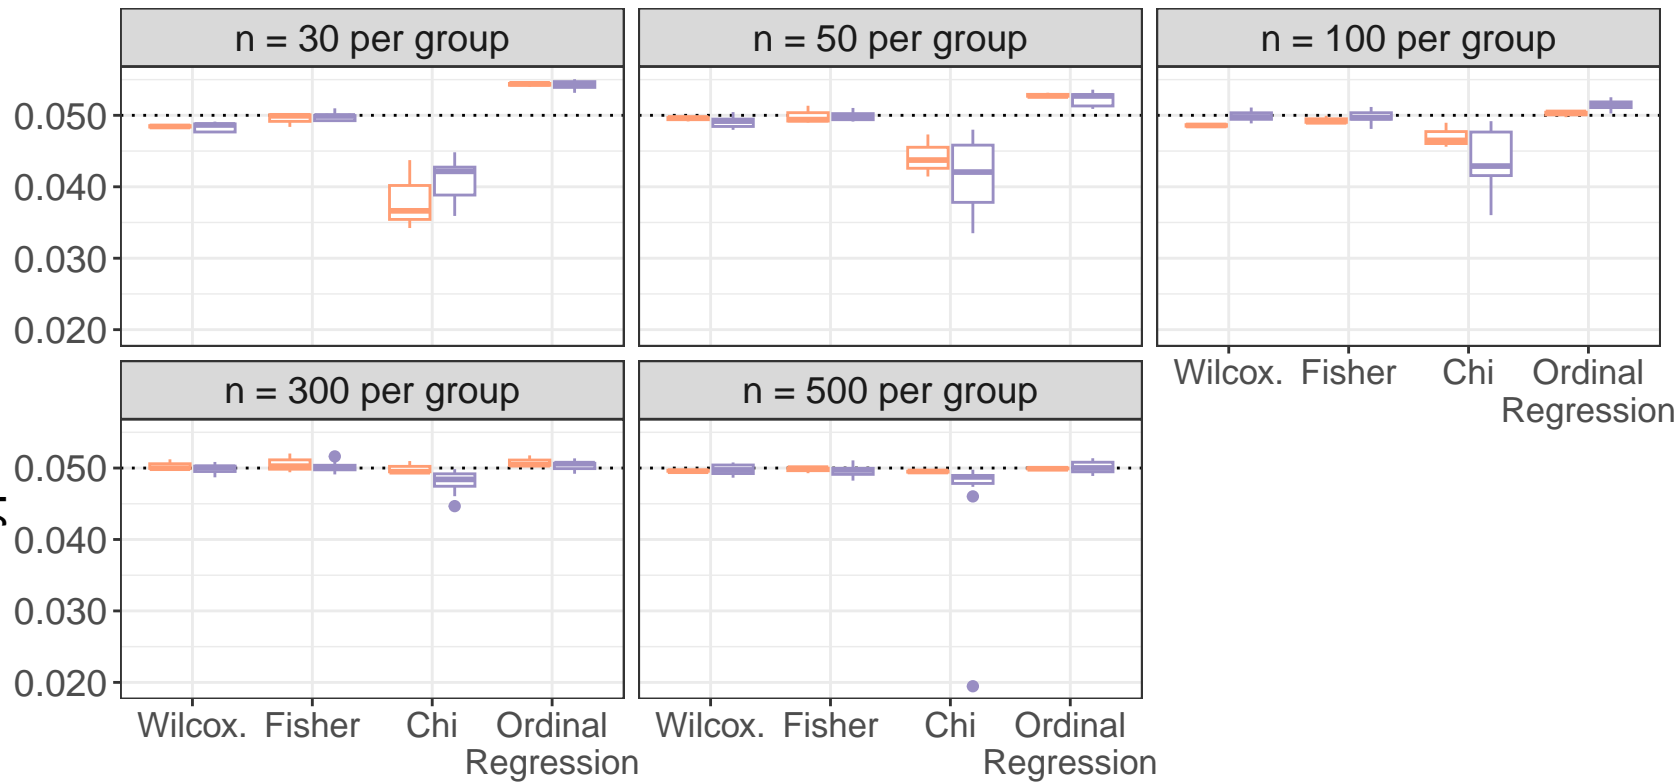 n = 30 per group
n = 50 per group
n = 100 per group
0.050
0.040
0.030
0.020
Wilcox. Fisher Chi Ordinal
Regression
n = 300 per group
n = 500 per group
0.050
0.040
0.030
0.020
Wilcox. Fisher Chi Ordinal
Regression
Wilcox. Fisher Chi Ordinal
Regression